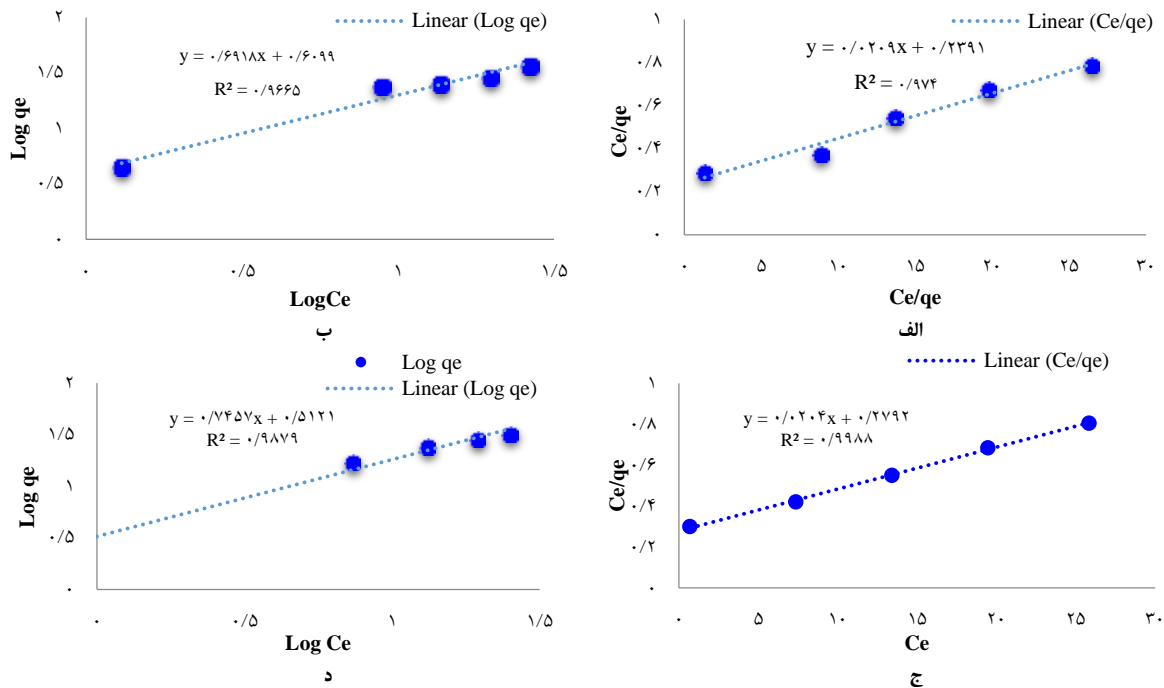 Linear (Log qe)
y = ۰/۶۹۱۸x + ۰/۶۰۹۹
R² = ۰/۹۶۶۵
Log qe
۲
۱/۵
۱
۰/۵
۰
۰ ۰/۵ ۱ ۱/۵
LogCe
ب
Linear (Ce/qe)
y = ۰/۰۲۰۹x + ۰/۲۳۹۱
R² = ۰/۹۷۴
Ce/qe
۱
۰/۸
۰/۶
۰/۴
۰/۲
۰
۰ ۵ ۱۰ ۱۵ ۲۰ ۲۵ ۳۰
Ce/qe
الف
Log qe
Linear (Log qe)
y = ۰/۷۴۵۷x + ۰/۵۱۲۱
R² = ۰/۹۸۷۹
Log qe
۲
۱/۵
۱
۰/۵
۰
۰ ۰/۵ ۱ ۱/۵
Log Ce
د
Linear (Ce/qe)
y = ۰/۰۲۰۴x + ۰/۲۷۹۲
R² = ۰/۹۹۸۸
Ce/qe
۱
۰/۸
۰/۶
۰/۴
۰/۲
۰
۰ ۵ ۱۰ ۱۵ ۲۰ ۲۵ ۳۰
Ce
ج